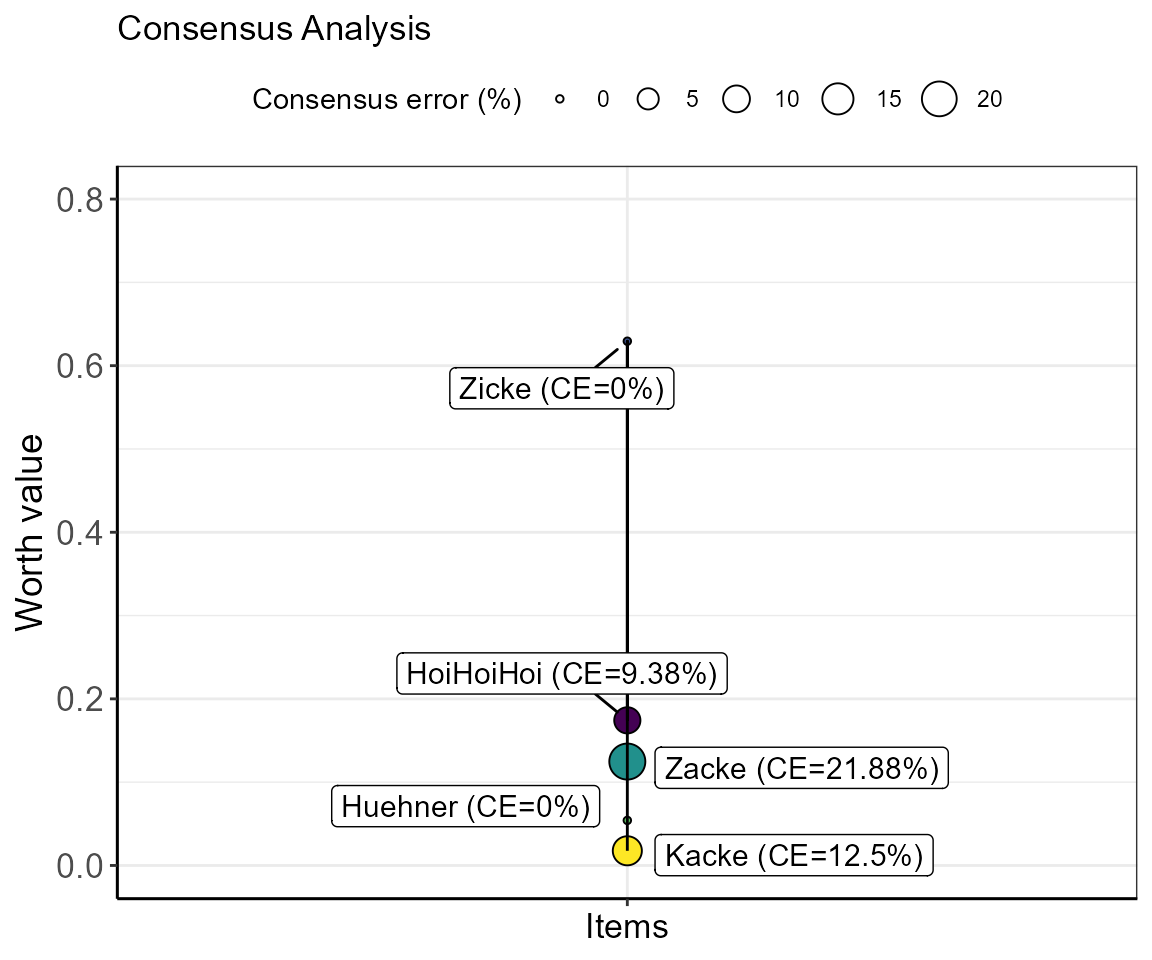 Consensus Analysis
Consensus error (%) 0 5 10 15 20
0.8
0.6
Zicke (CE=0%)
0.4
Worth value
HoiHoiHoi (CE=9.38%)
0.2
Zacke (CE=21.88%)
Huehner (CE=0%)
Kacke (CE=12.5%)
0.0
Items